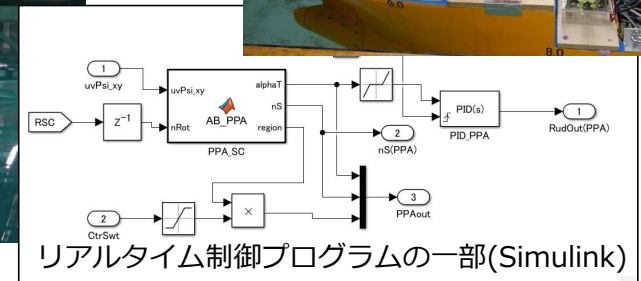 9.0
8.0
1
uvPsi_xy
RSC
Z-1
uvPsi_xy
nRot
AB_PPA
alphaT
nS
region
PPA_SC
PID(s)
PID_PPA
1
RudOut(PPA)
2
nS(PPA)
3
PPAout
2
CtrSwt
×
リアルタイム制御プログラムの一部(Simulink)